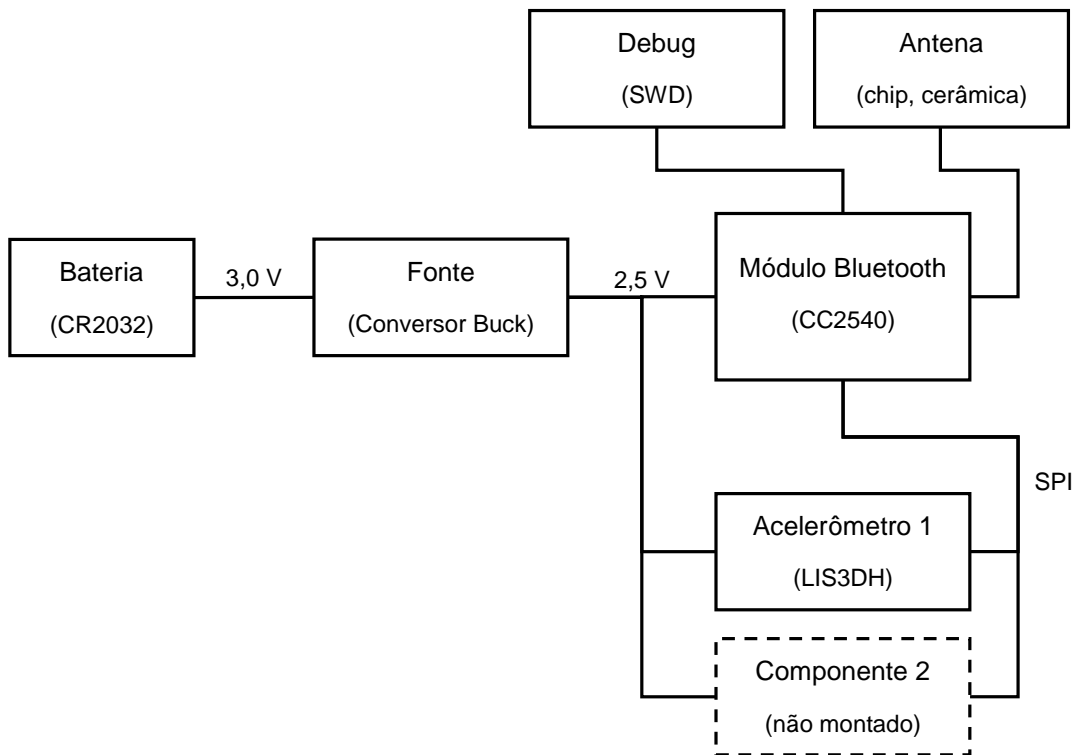 Debug
(SWD)
Antena
(chip, cerâmica)
Bateria
(CR2032)
3,0 V
Fonte
(Conversor Buck)
2,5 V
Módulo Bluetooth
(CC2540)
SPI
Acelerômetro 1
(LIS3DH)
Componente 2
(não montado)